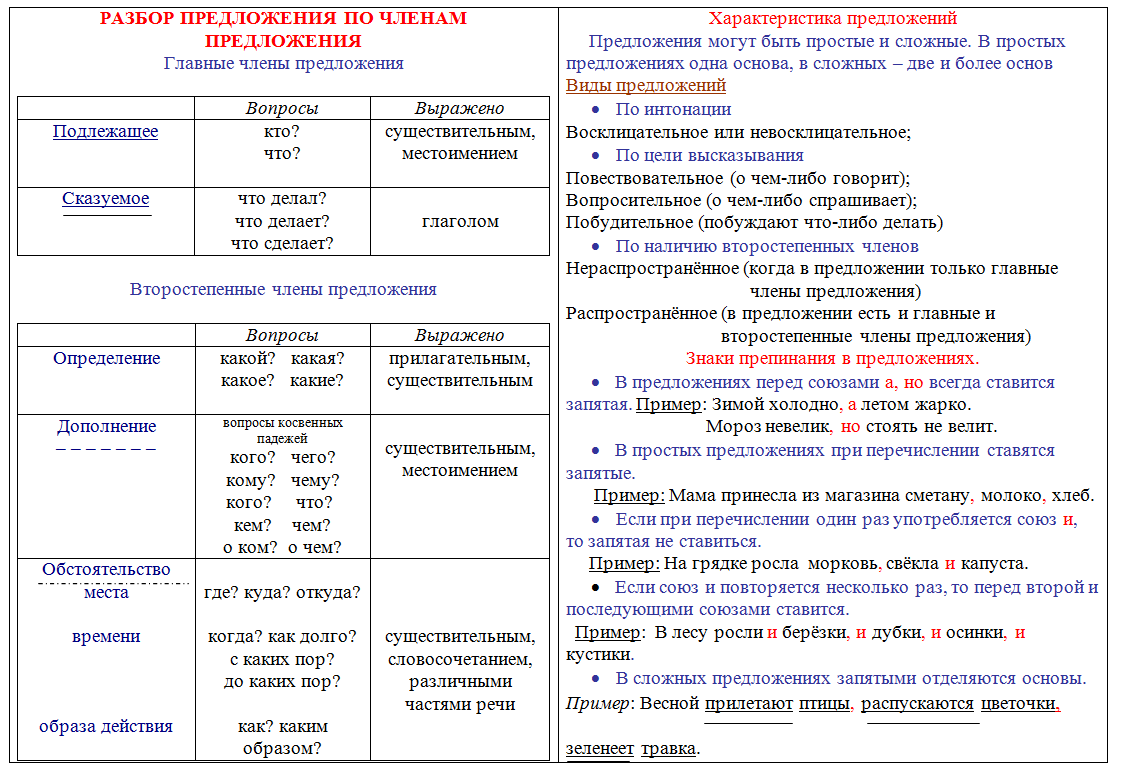 РАЗБОР ПРЕДЛОЖЕНИЯ ПО ЧЛЕНАМ
ПРЕДЛОЖЕНИЯ
Главные члены предложения
Вопросы Выражено
Подлежащее кто? существительным,
что? местоимением
Сказуемое что делал?
что делает? глаголом
что сделает?
Второстепенные члены предложения
Вопросы Выражено
Определение какой? какая? прилагательным,
какое? какие? существительным
Дополнение вопросы косвенных
падежей существительным,
кого? чего? местоимением
кому? чему?
кого? что?
кем? чем?
о ком? о чем?
Обстоятельство
места где? куда? откуда?
времени когда? как долго? существительным,
с каких пор? словосочетанием,
до каких пор? различными
частями речи
образа действия как? каким
образом?
Характеристика предложений
Предложения могут быть простые и сложные. В простых
предложениях одна основа, в сложных – две и более основ
Виды предложений
• По интонации
Восклицательное или невосклицательное;
• По цели высказывания
Повествовательное (о чем-либо говорит);
Вопросительное (о чем-либо спрашивает);
Побудительное (побуждают что-либо делать)
• По наличию второстепенных членов
Нераспространённое (когда в предложении только главные
члены предложения)
Распространённое (в предложении есть и главные и
второстепенные члены предложения)
Знаки препинания в предложениях.
• В предложениях перед союзами а, но всегда ставится
запятая. Пример: Зимой холодно, а летом жарко.
Мороз невелик, но стоять не велит.
• В простых предложениях при перечислении ставятся
запятые.
Пример: Мама принесла из магазина сметану, молоко, хлеб.
• Если при перечислении один раз употребляется союз и,
то запятая не ставиться.
Пример: На грядке росла морковь, свёкла и капуста.
• Если союз и повторяется несколько раз, то перед второй и
последующими союзами ставится.
Пример: В лесу росли и берёзки, и дубки, и осинки, и
кустики.
• В сложных предложениях запятыми отделяются основы.
Пример: Весной прилетают птицы, распускаются цветочки,
зеленеет травка.